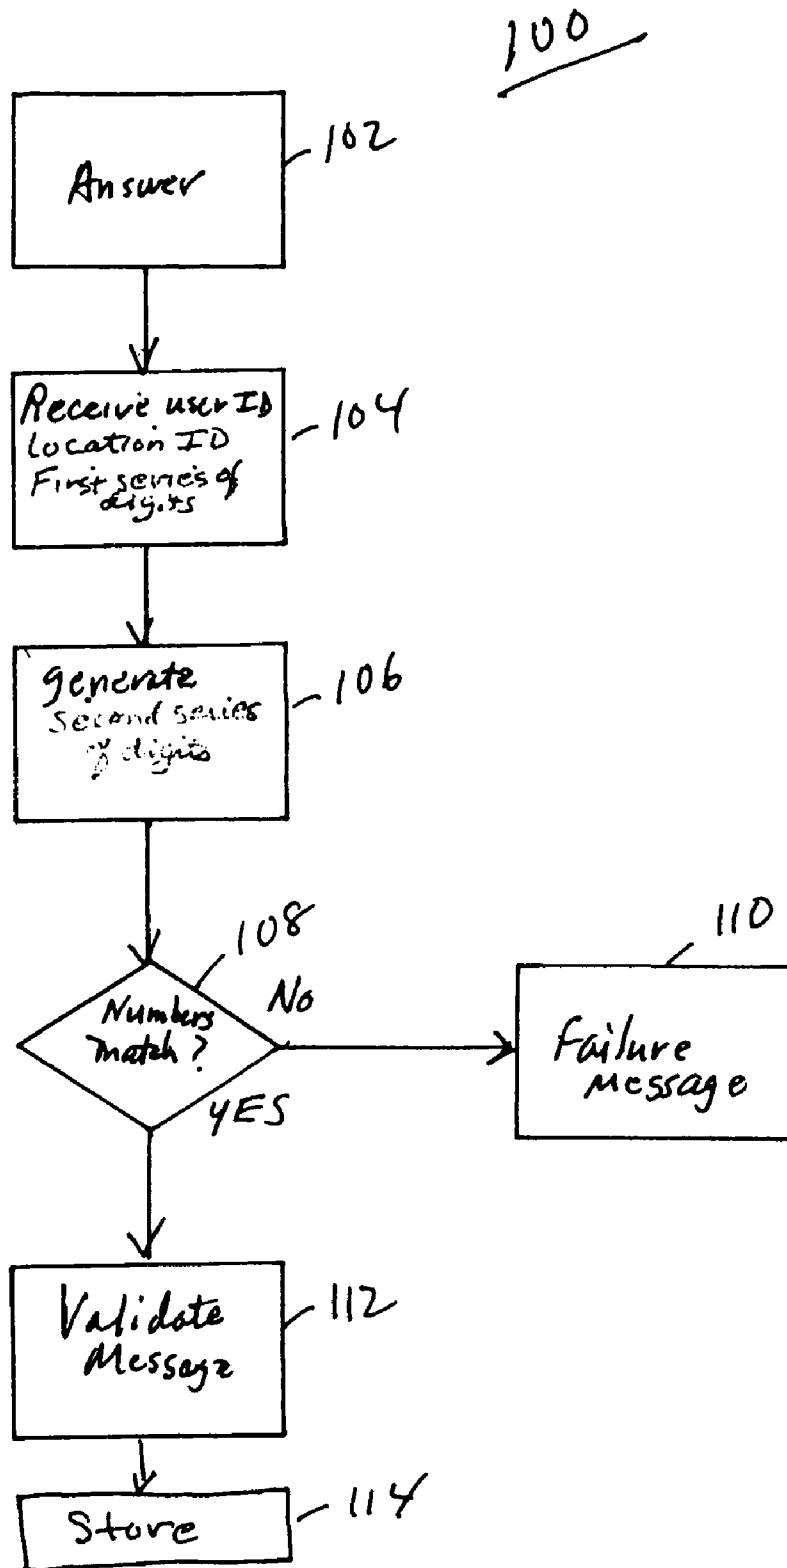 100
Answer
102
Receive user ID
Location ID
First series of
digits
104
generate
second series
of digits
106
108
Numbers
match?
No
YES
110
Failure
Message
Validate
Message
112
Store
114